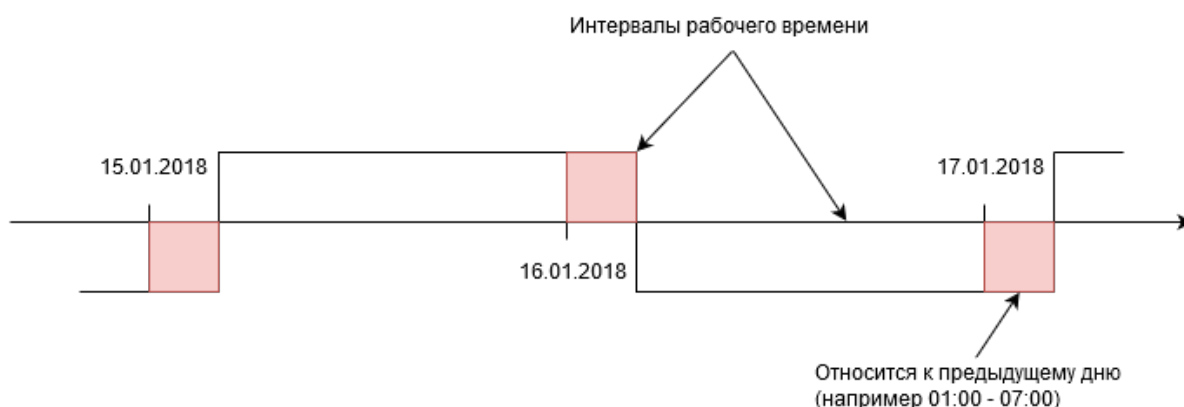 Интервалы рабочего времени
15.01.2018
17.01.2018
16.01.2018
Относится к предыдущему дню
(например 01:00 - 07:00)